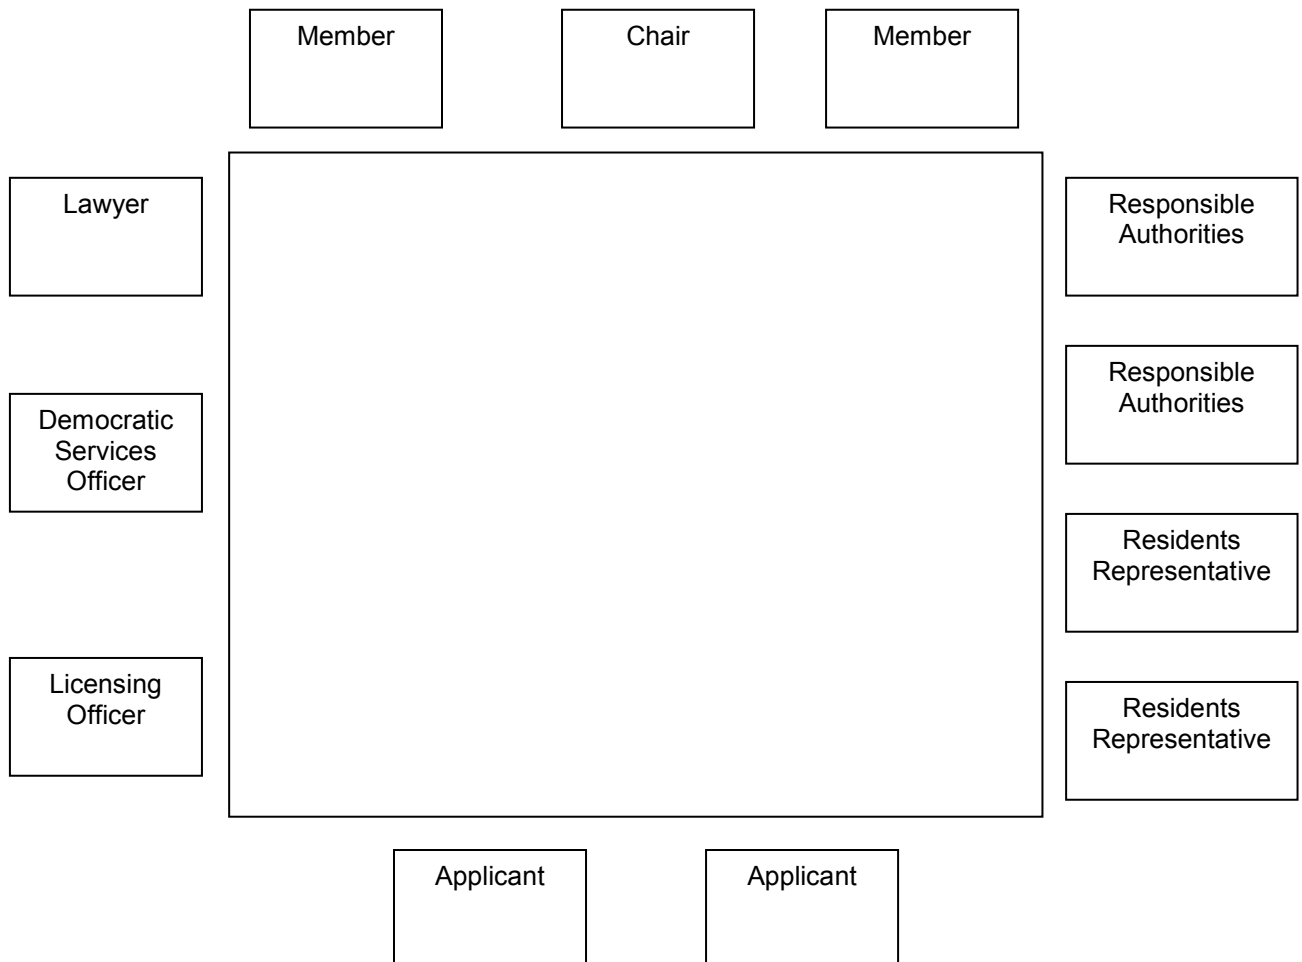 Member
Chair
Member
Lawyer
Responsible
Authorities
Responsible
Authorities
Democratic
Services
Officer
Residents
Representative
Licensing
Officer
Residents
Representative
Applicant
Applicant